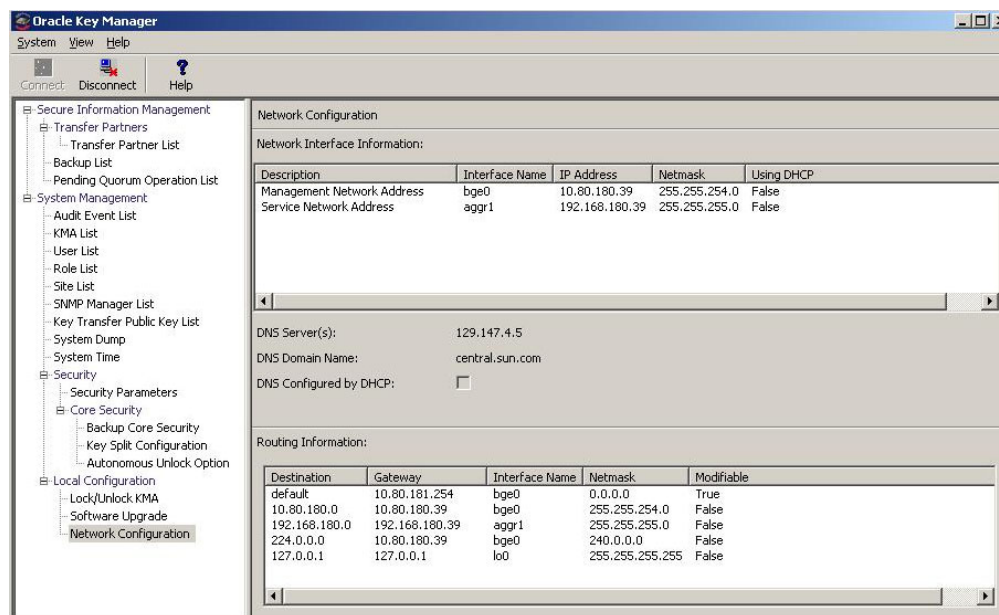 Oracle Key Manager
System View Help
Connect Disconnect Help
Secure Information Management
Transfer Partners
Transfer Partner List
Backup List
Pending Quorum Operation List
System Management
Audit Event List
KMA List
User List
Role List
Site List
SNMP Manager List
Key Transfer Public Key List
System Dump
System Time
Security
Security Parameters
Core Security
Backup Core Security
Key Split Configuration
Autonomous Unlock Option
Local Configuration
Lock/Unlock KMA
Software Upgrade
Network Configuration
Network Configuration
Network Interface Information:
Description Interface Name IP Address Netmask Using DHCP
Management Network Address bge0 10.80.180.39 255.255.254.0 False
Service Network Address aggr1 192.168.180.39 255.255.255.0 False
DNS Server(s): 129.147.4.5
DNS Domain Name: central.sun.com
DNS Configured by DHCP:
Routing Information:
Destination Gateway Interface Name Netmask Modifiable
default 10.80.181.254 bge0 0.0.0.0 True
10.80.180.0 10.80.180.39 bge0 255.255.254.0 False
192.168.180.0 192.168.180.39 aggr1 255.255.255.0 False
224.0.0.0 10.80.180.39 bge0 240.0.0.0 False
127.0.0.1 127.0.0.1 lo0 255.255.255.255 False